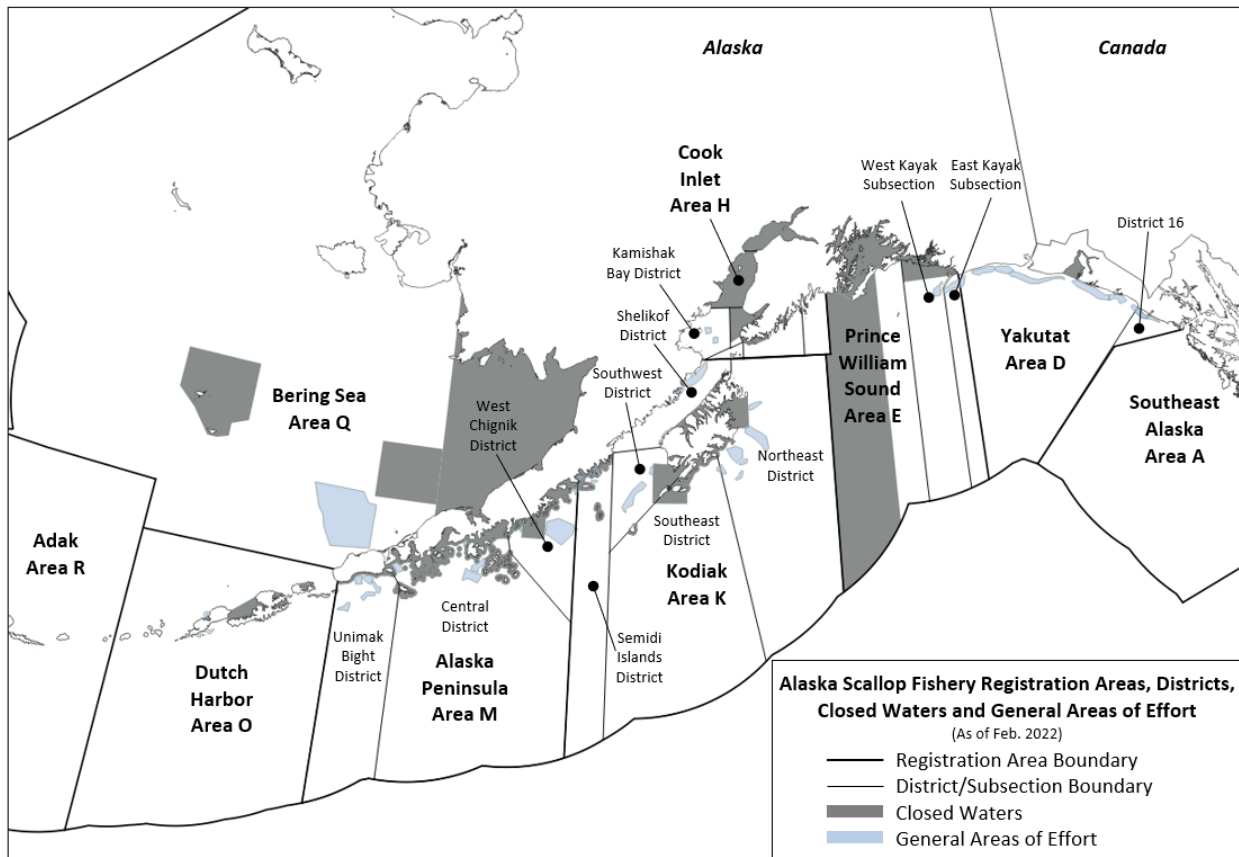 Alaska
Canada
Cook
Inlet
Area H
West Kayak
Subsection
East Kayak
Subsection
District 16
Kamishak
Bay District
Shelikof
District
Southwest
District
West
Chignik
District
Bering Sea
Area Q
Prince
William
Sound
Area E
Yakutat
Area D
Southeast
Alaska
Area A
Northeast
District
Southeast
District
Kodiak
Area K
Adak
Area R
Dutch
Harbor
Area O
Unimak
Bight
District
Central
District
Alaska
Peninsula
Area M
Semidi
Islands
District
Alaska Scallop Fishery Registration Areas, Districts,
Closed Waters and General Areas of Effort
(As of Feb. 2022)
Registration Area Boundary
District/Subsection Boundary
Closed Waters
General Areas of Effort